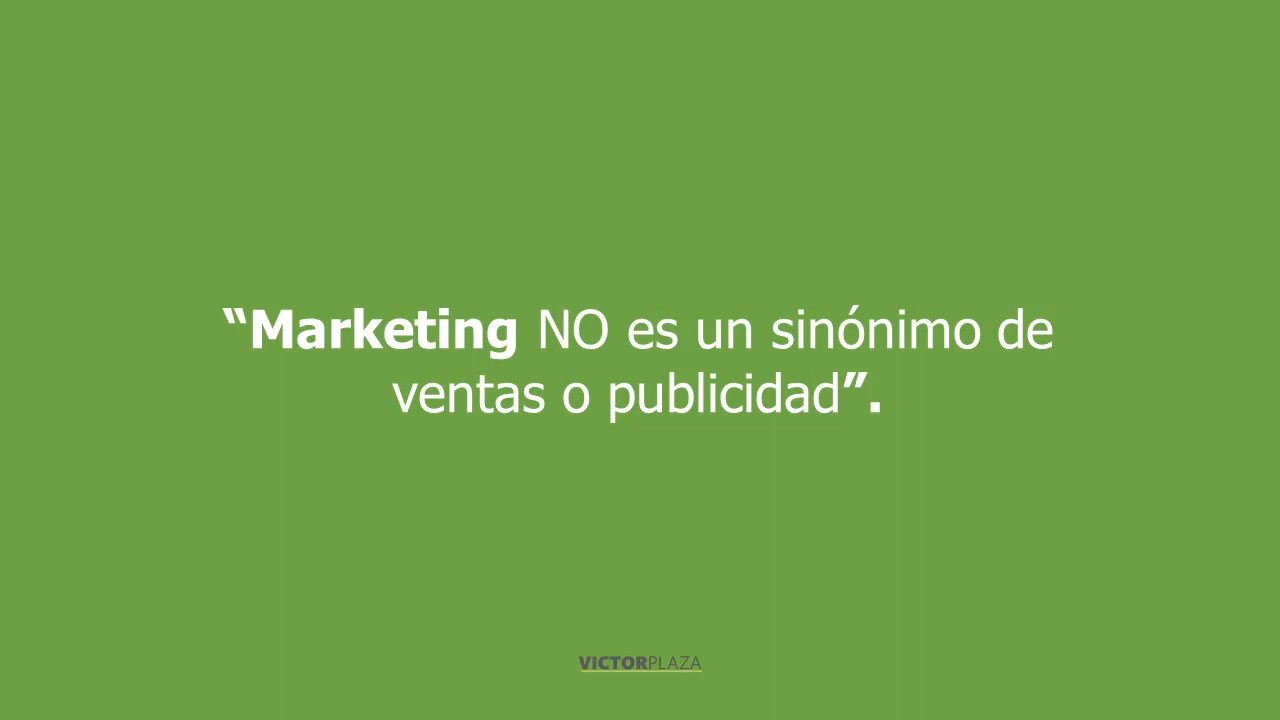 “Marketing NO es un sinónimo de
ventas o publicidad”.
VICTORPLAZA